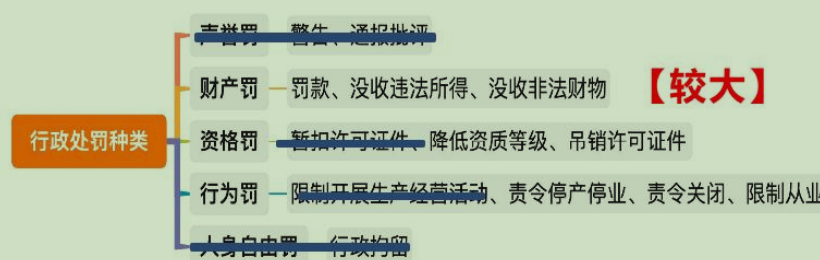 声誉罚 警告、通报批评
财产罚 罚款、没收违法所得、没收非法财物 【较大】
行政处罚种类 资格罚 暂扣许可证件、降低资质等级、吊销许可证件
行为罚 限制开展生产经营活动、责令停产停业、责令关闭、限制从业
人身自由罚 行政拘留